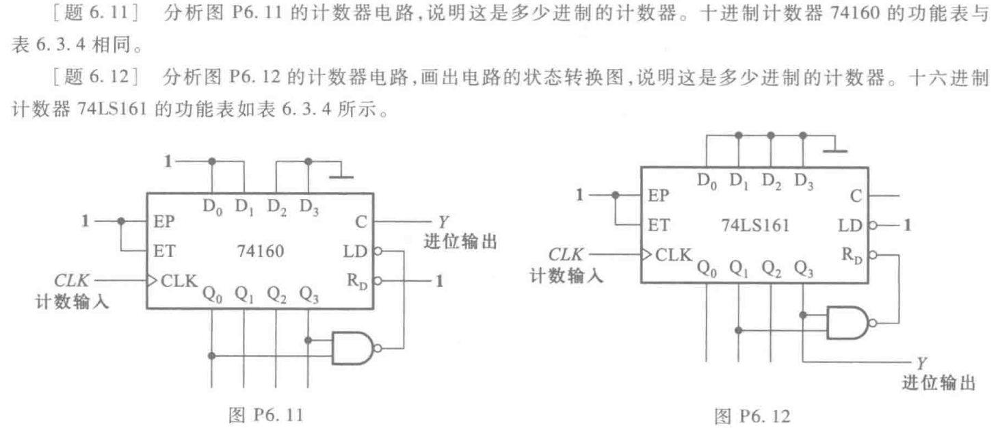 [题 6.11] 分析图 P6.11 的计数器电路,说明这是多少进制的计数器。十进制计数器 74160 的功能表与
表 6.3.4 相同。
[题 6.12] 分析图 P6.12 的计数器电路,画出电路的状态转换图,说明这是多少进制的计数器。十六进制
计数器 74LS161 的功能表如表 6.3.4 所示。
1
D₀ D₁ D₂ D₃
1 EP C Y
进位输出
ET 74160 LD
CLK CLK R_D 1
计数输入
Q₀ Q₁ Q₂ Q₃
图 P6.11
D₀ D₁ D₂ D₃
1 EP C
ET 74LS161 LD 1
CLK CLK R_D
计数输入
Q₀ Q₁ Q₂ Q₃
Y
进位输出
图 P6.12